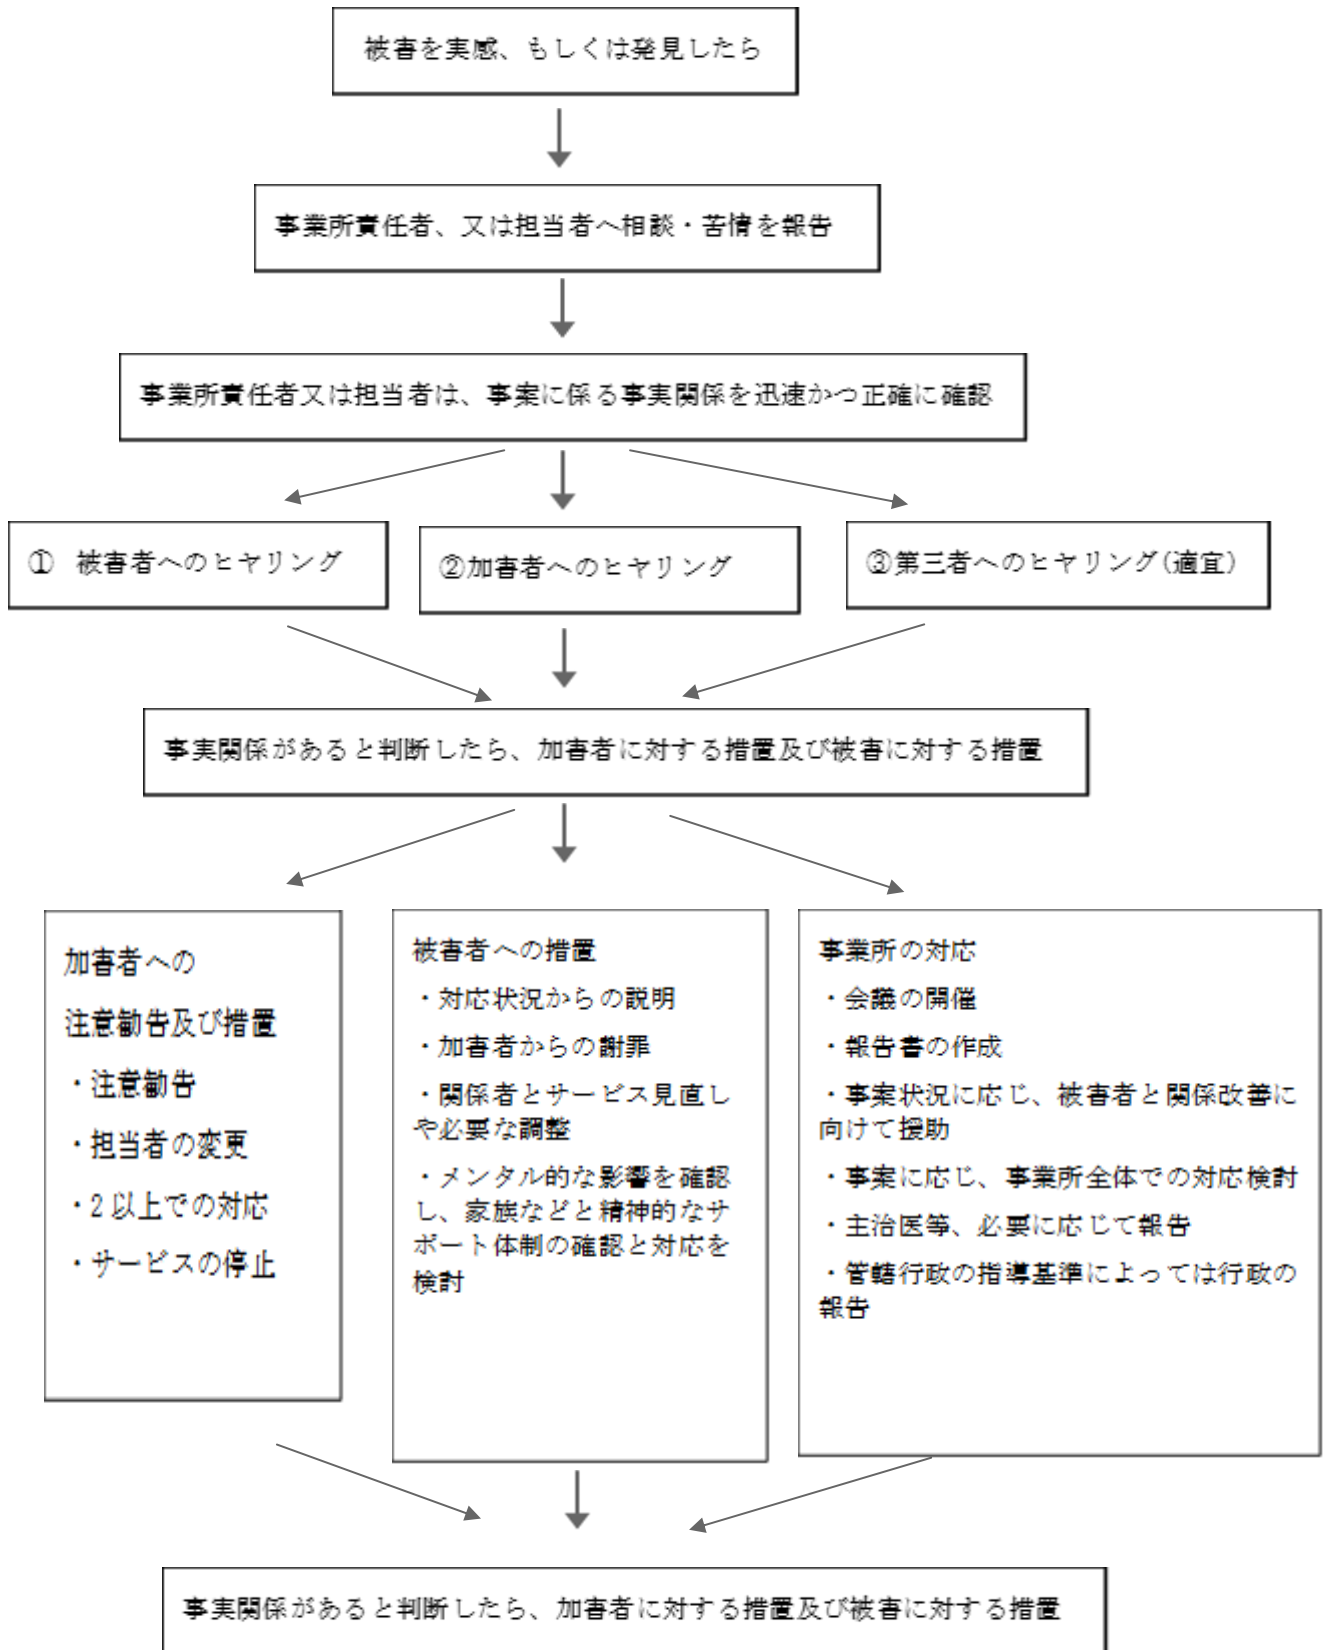 被害を実感、もしくは発見したら
事業所責任者、又は担当者へ相談・苦情を報告
事業所責任者又は担当者は、事案に係る事実関係を迅速かつ正確に確認
① 被害者へのヒヤリング
②加害者へのヒヤリング
③第三者へのヒヤリング(適宜)
事実関係があると判断したら、加害者に対する措置及び被害に対する措置
加害者への
注意勧告及び措置
・注意勧告
・担当者の変更
・2以上での対応
・サービスの停止
被害者への措置
・対応状況からの説明
・加害者からの謝罪
・関係者とサービス見直し
や必要な調整
・メンタル的な影響を確認
し、家族などと精神的なサ
ポート体制の確認と対応を
検討
事業所の対応
・会議の開催
・報告書の作成
・事案状況に応じ、被害者と関係改善に
向けて援助
・事案に応じ、事業所全体での対応検討
・主治医等、必要に応じて報告
・管轄行政の指導基準によっては行政の
報告
事実関係があると判断したら、加害者に対する措置及び被害に対する措置